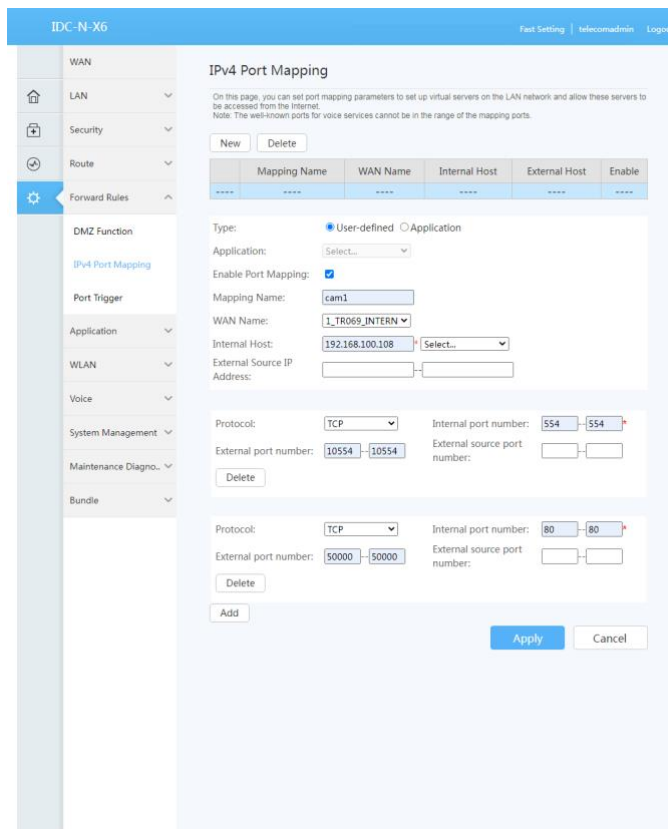 IDC-N-X6
Fast Setting | telecomadmin Logou
WAN
LAN
Security
Route
Forward Rules
DMZ Function
IPv4 Port Mapping
Port Trigger
Application
WLAN
Voice
System Management
Maintenance Diagno..
Bundle
IPv4 Port Mapping
On this page, you can set port mapping parameters to set up virtual servers on the LAN network and allow these servers to
be accessed from the Internet.
Note: The well-known ports for voice services cannot be in the range of the mapping ports.
New Delete
Mapping Name WAN Name Internal Host External Host Enable
---- ---- ---- ---- ---- ----
Type: User-defined Application
Application: Select...
Enable Port Mapping:
Mapping Name: cam1
WAN Name: 1_TR069_INTERN
Internal Host: 192.168.100.108 * Select...
External Source IP
Address: --
Protocol: TCP Internal port number: 554 -- 554 *
External port number: 10554 -- 10554 External source port
number: --
Delete
Protocol: TCP Internal port number: 80 -- 80 *
External port number: 50000 -- 50000 External source port
number: --
Delete
Add
Apply Cancel